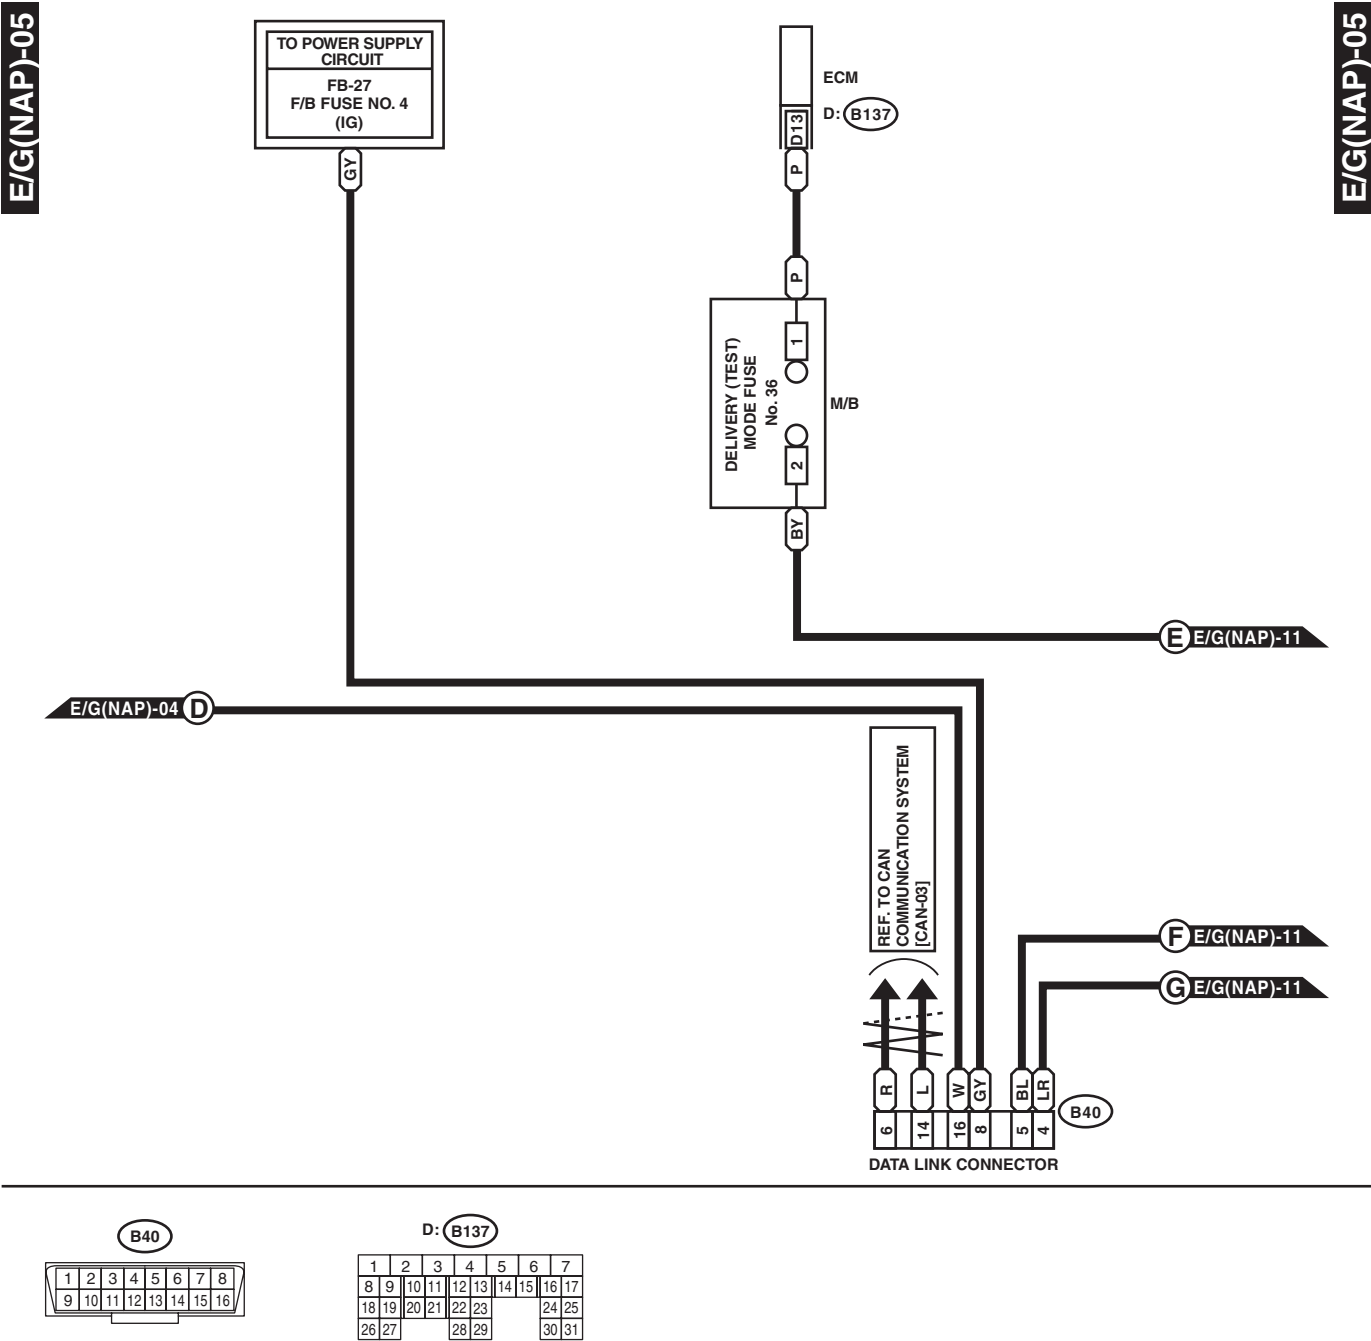 E/G(NAP)-05
E/G(NAP)-05
TO POWER SUPPLY
CIRCUIT
FB-27
F/B FUSE NO. 4
(IG)
GY
ECM
D: B137
D13
P
P
DELIVERY (TEST)
MODE FUSE
No. 36
1
2
M/B
BY
E E/G(NAP)-11
E/G(NAP)-04 D
REF. TO CAN
COMMUNICATION SYSTEM
[CAN-03]
F E/G(NAP)-11
G E/G(NAP)-11
R L W GY BL LR
6 14 16 8 5 4
B40
DATA LINK CONNECTOR
B40
1 2 3 4 5 6 7 8
9 10 11 12 13 14 15 16
D: B137
1 2 3 4 5 6 7
8 9 10 11 12 13 14 15 16 17
18 19 20 21 22 23 24 25
26 27 28 29 30 31